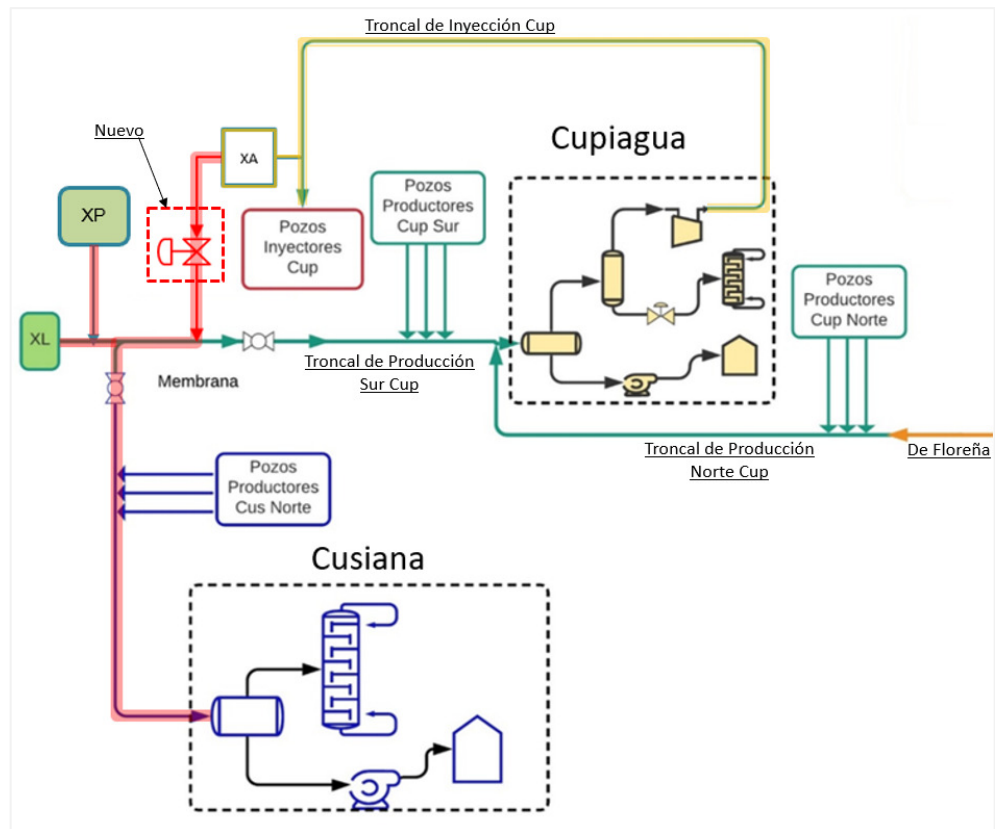 Troncal de Inyección Cup
Nuevo
XA
Cupiagua
XP
Pozos
Inyectores
Cup
Pozos
Productores
Cup Sur
Pozos
Productores
Cup Norte
XL
Membrana
Troncal de Producción
Sur Cup
Troncal de Producción
Norte Cup
De Floreña
Pozos
Productores
Cus Norte
Cusiana